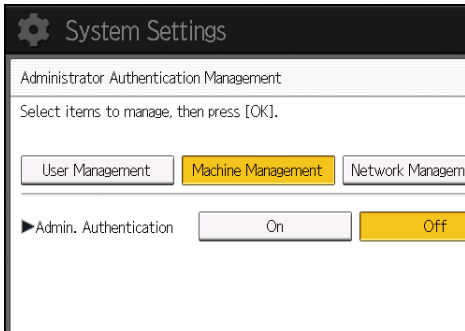 System Settings
Administrator Authentication Management
Select items to manage, then press [OK].
User Management Machine Management Network Managem
▶Admin. Authentication On Off